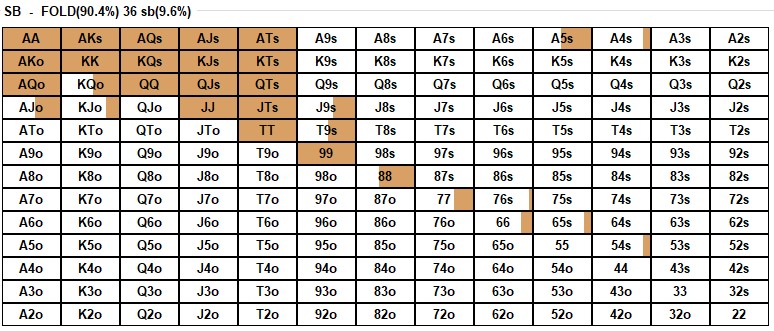 SB - FOLD(90.4%) 36 sb(9.6%)
AA AKs AQs AJs ATs A9s A8s A7s A6s A5s A4s A3s A2s
AKo KK KQs KJs KTs K9s K8s K7s K6s K5s K4s K3s K2s
AQo KQo QQ QJs QTs Q9s Q8s Q7s Q6s Q5s Q4s Q3s Q2s
AJo KJo QJo JJ JTs J9s J8s J7s J6s J5s J4s J3s J2s
ATo KTo QTo JTo TT T9s T8s T7s T6s T5s T4s T3s T2s
A9o K9o Q9o J9o T9o 99 98s 97s 96s 95s 94s 93s 92s
A8o K8o Q8o J8o T8o 98o 88 87s 86s 85s 84s 83s 82s
A7o K7o Q7o J7o T7o 97o 87o 77 76s 75s 74s 73s 72s
A6o K6o Q6o J6o T6o 96o 86o 76o 66 65s 64s 63s 62s
A5o K5o Q5o J5o T5o 95o 85o 75o 65o 55 54s 53s 52s
A4o K4o Q4o J4o T4o 94o 84o 74o 64o 54o 44 43s 42s
A3o K3o Q3o J3o T3o 93o 83o 73o 63o 53o 43o 33 32s
A2o K2o Q2o J2o T2o 92o 82o 72o 62o 52o 42o 32o 22